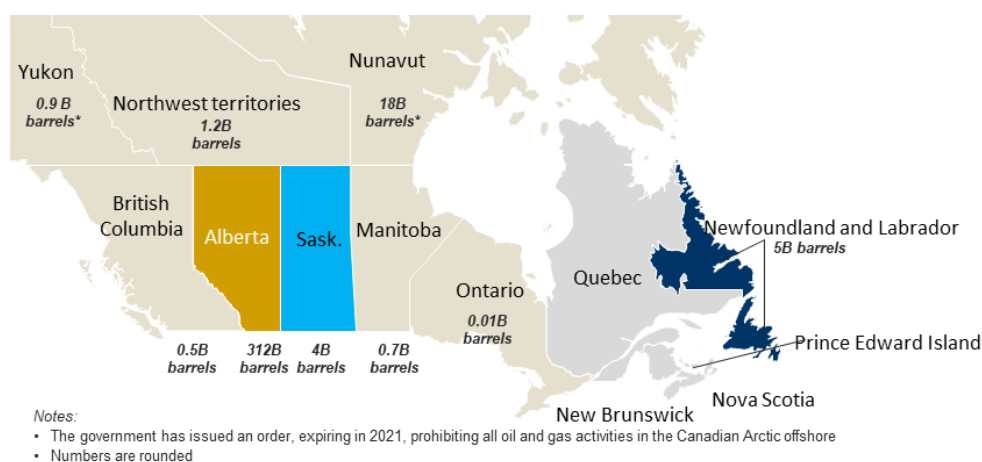 Yukon
0.9 B
barrels*
Northwest territories
1.2B
barrels
Nunavut
18B
barrels*
British
Columbia
Alberta
Sask.
Manitoba
Ontario
0.01B
barrels
Quebec
Newfoundland and Labrador
5B barrels
0.5B
barrels
312B
barrels
4B
barrels
0.7B
barrels
Prince Edward Island
Nova Scotia
New Brunswick
Notes:
• The government has issued an order, expiring in 2021, prohibiting all oil and gas activities in the Canadian Arctic offshore
• Numbers are rounded